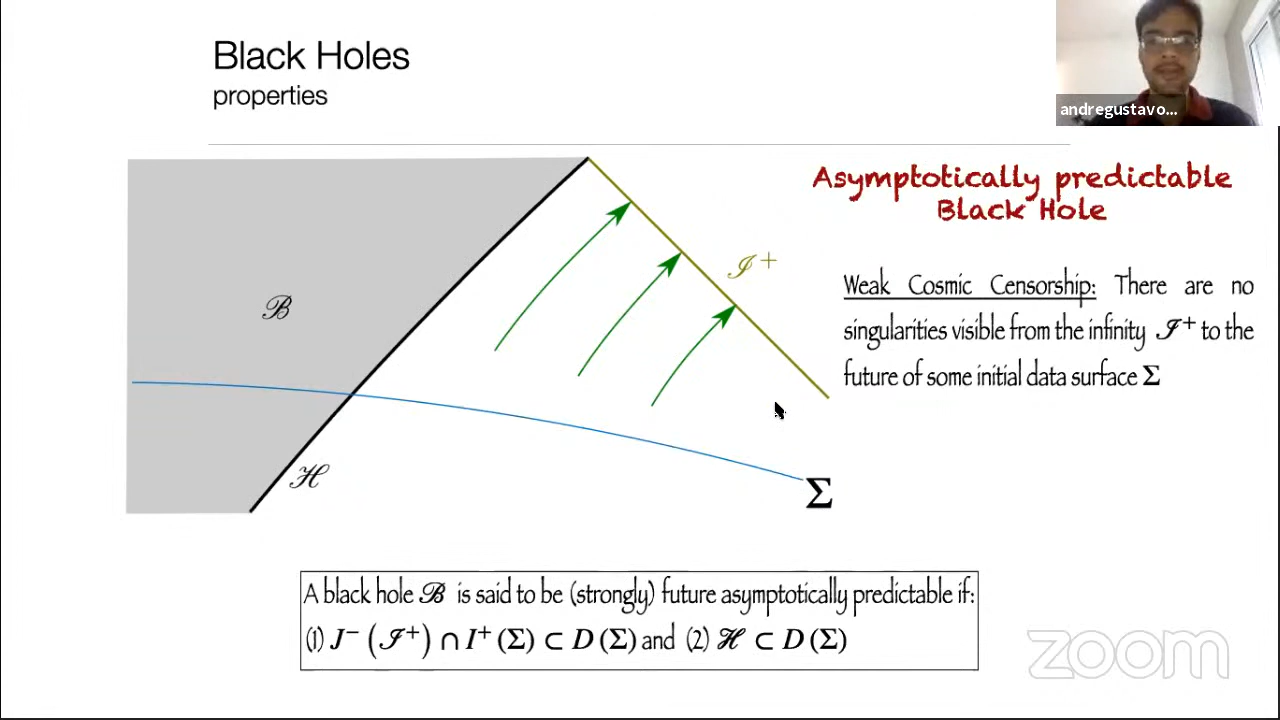 Black Holes
properties
andregustavo...
Asymptotically predictable
Black Hole
ℐ⁺
ℬ
Weak Cosmic Censorship: There are no
singularities visible from the infinity ℐ⁺ to the
future of some initial data surface Σ
ℋ
Σ
A black hole ℬ is said to be (strongly) future asymptotically predictable if:
(1) J⁻ (ℐ⁺) ∩ I⁺ (Σ) ⊂ D (Σ) and (2) ℋ ⊂ D (Σ)
zoom